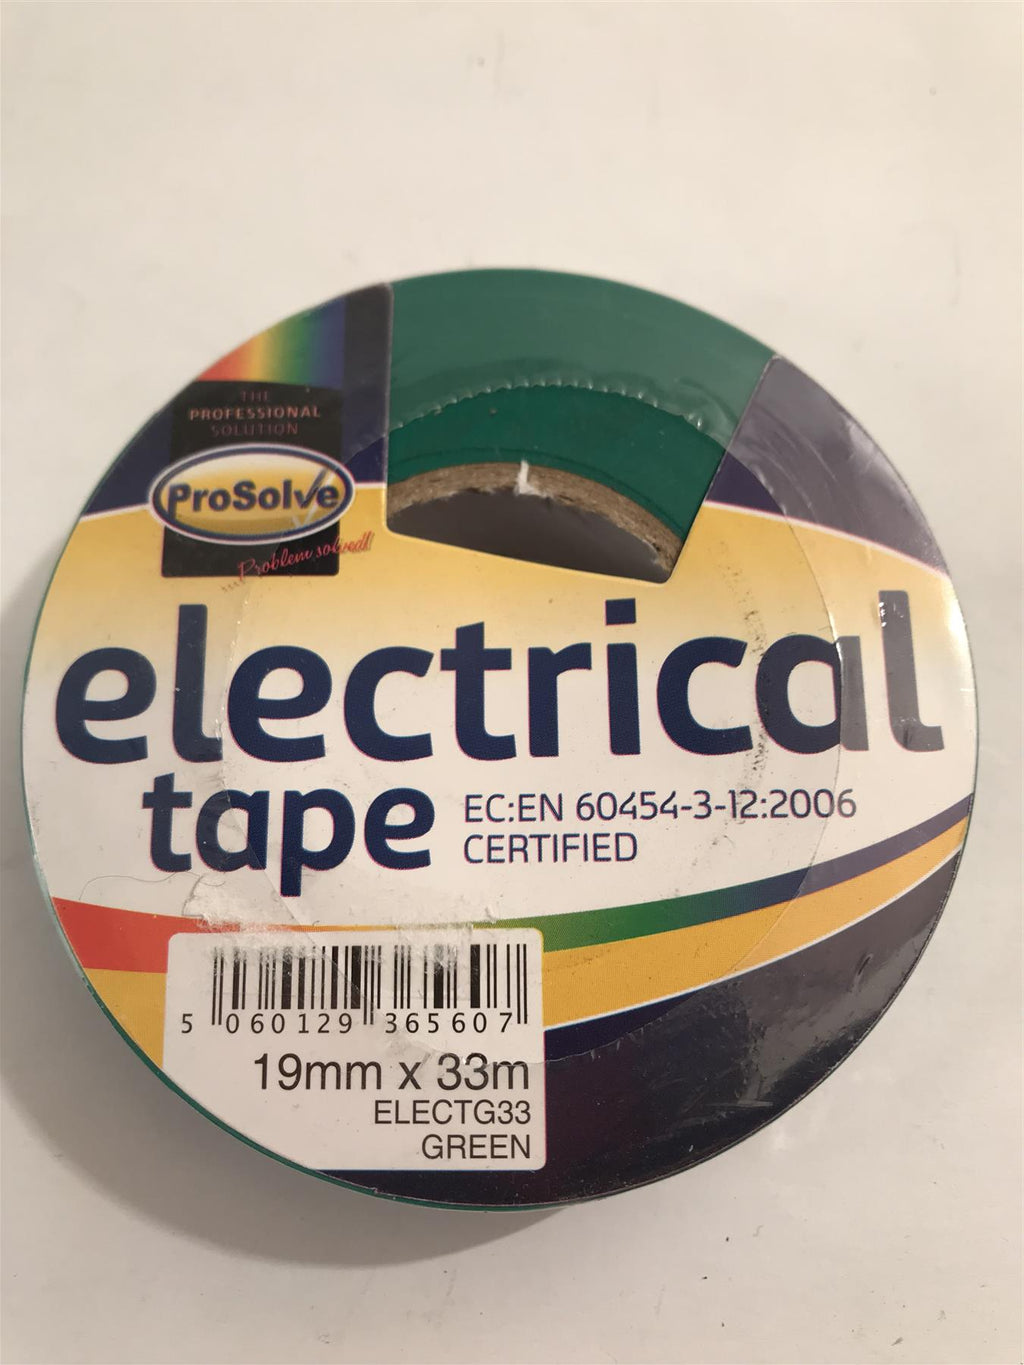 THE
PROFESSIONAL
SOLUTION
ProSolve
...Problem solved!
electrical
tape
EC:EN 60454-3-12:2006
CERTIFIED
5 060129 365607
19mm x 33m
ELECTG33
GREEN